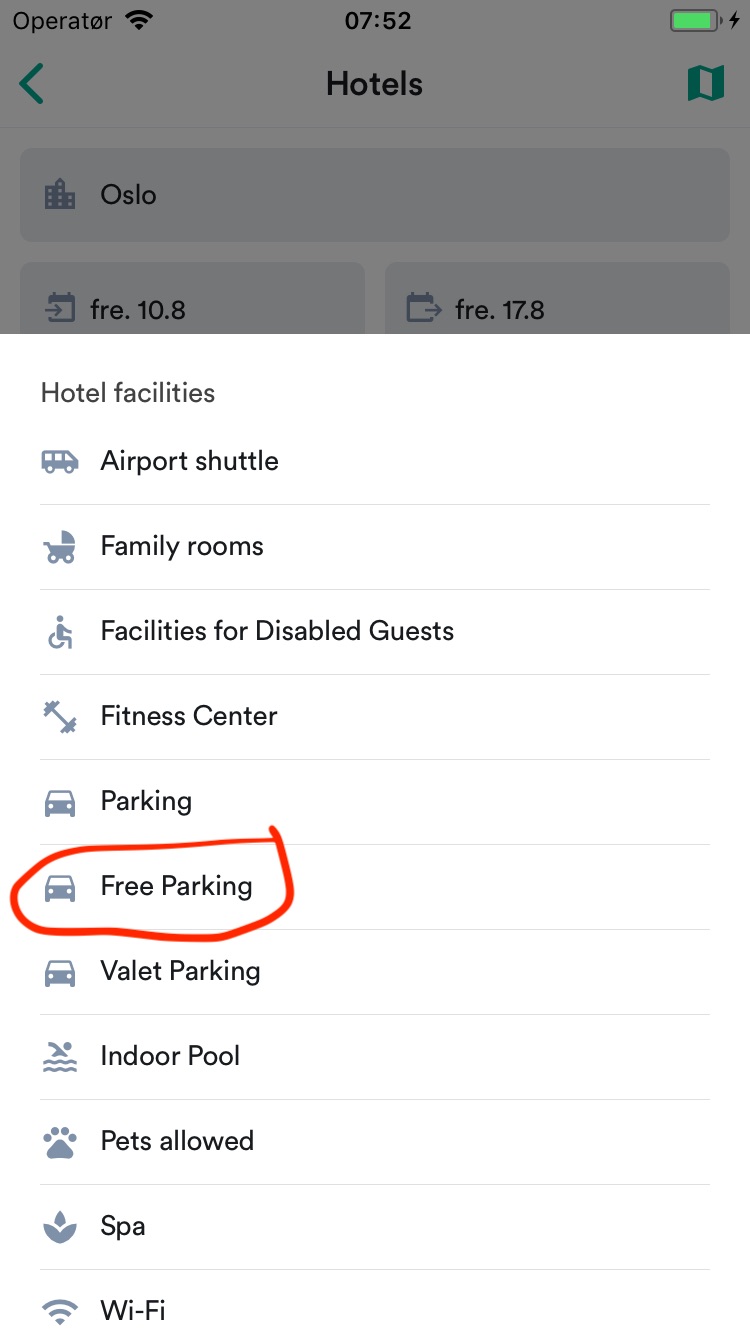 Operatør 07:52
Hotels
Oslo
fre. 10.8 fre. 17.8
Hotel facilities
Airport shuttle
Family rooms
Facilities for Disabled Guests
Fitness Center
Parking
Free Parking
Valet Parking
Indoor Pool
Pets allowed
Spa
Wi-Fi